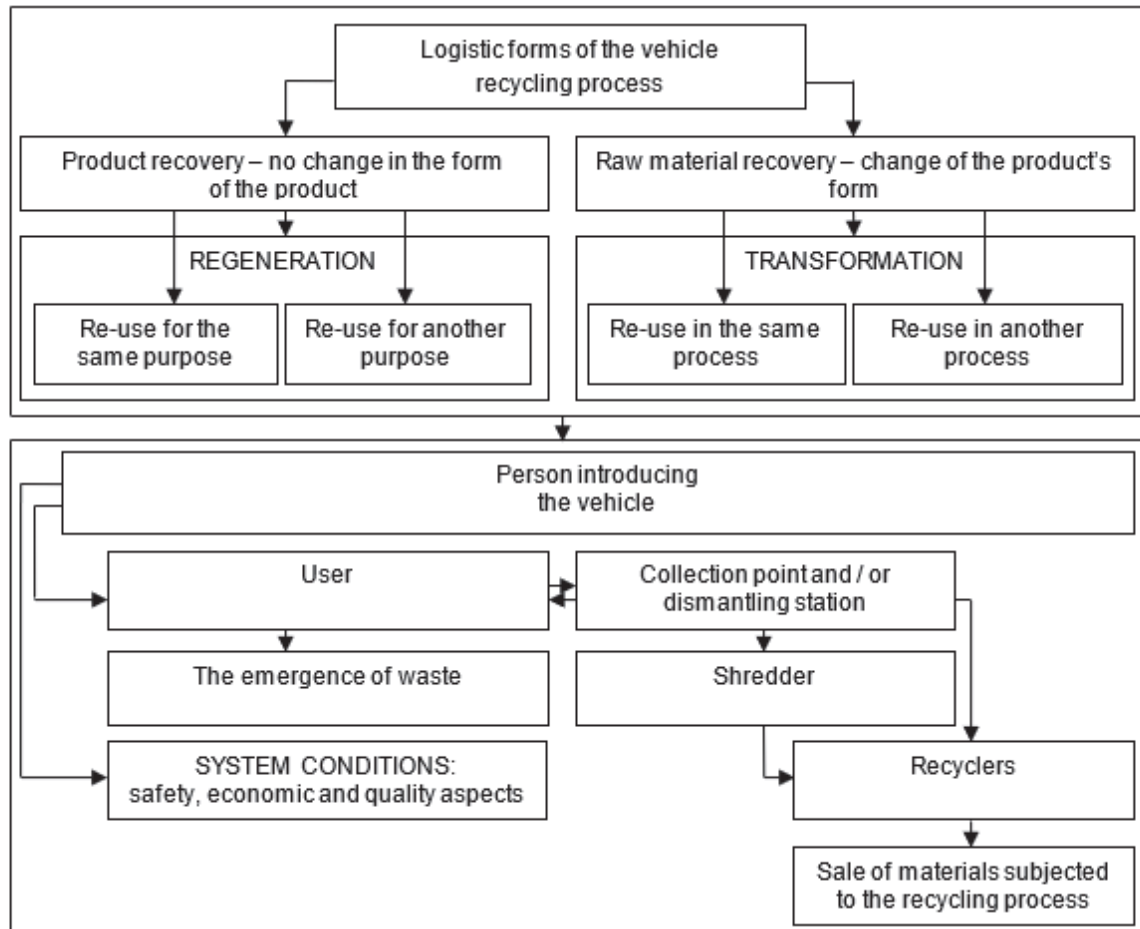 Logistic forms of the vehicle
recycling process
Product recovery – no change in the form
of the product
Raw material recovery – change of the product's
form
REGENERATION
Re-use for the
same purpose
Re-use for another
purpose
TRANSFORMATION
Re-use in the same
process
Re-use in another
process
Person introducing
the vehicle
User
Collection point and / or
dismantling station
The emergence of waste
Shredder
SYSTEM CONDITIONS:
safety, economic and quality aspects
Recyclers
Sale of materials subjected
to the recycling process